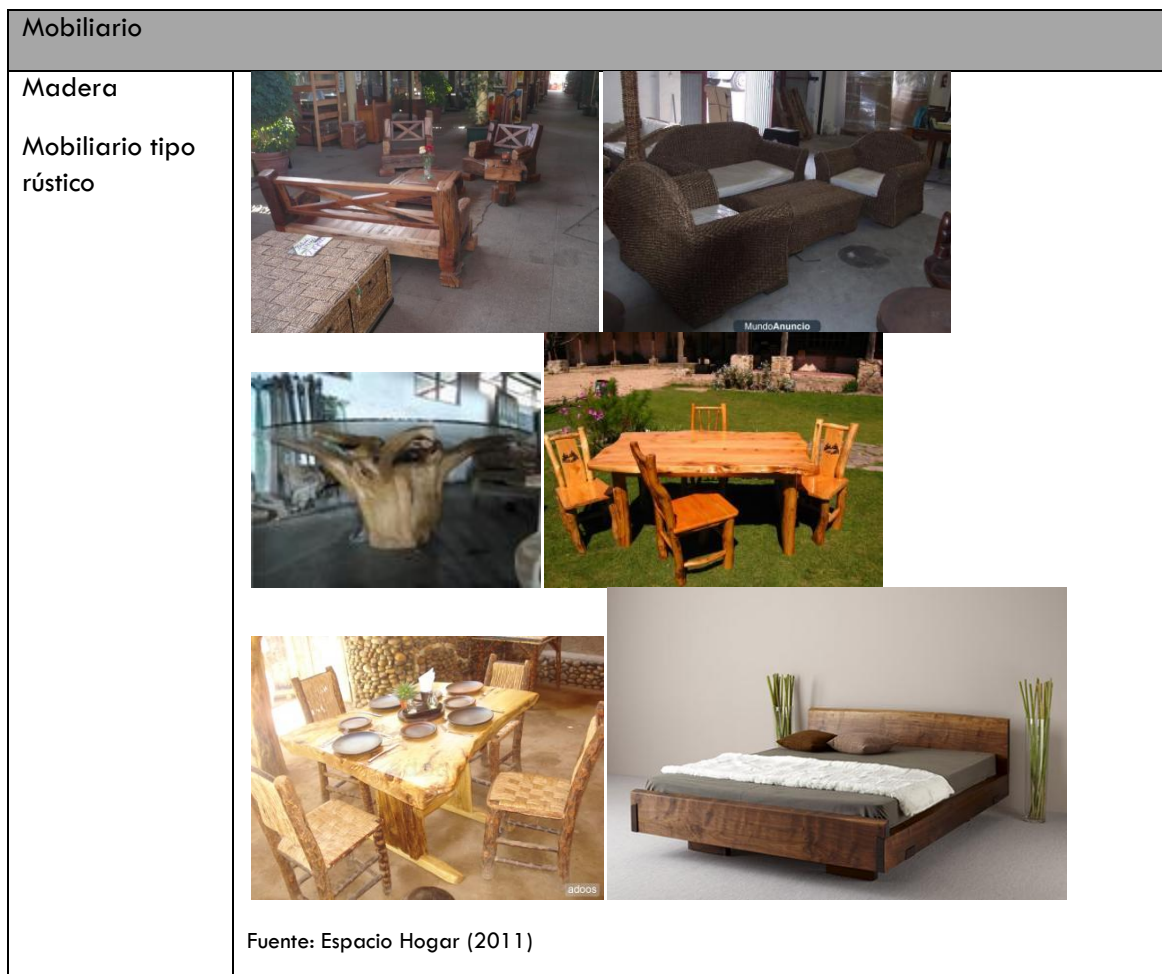 Mobiliario
Madera
Mobiliario tipo
rústico
MundoAnuncio
adoos
Fuente: Espacio Hogar (2011)